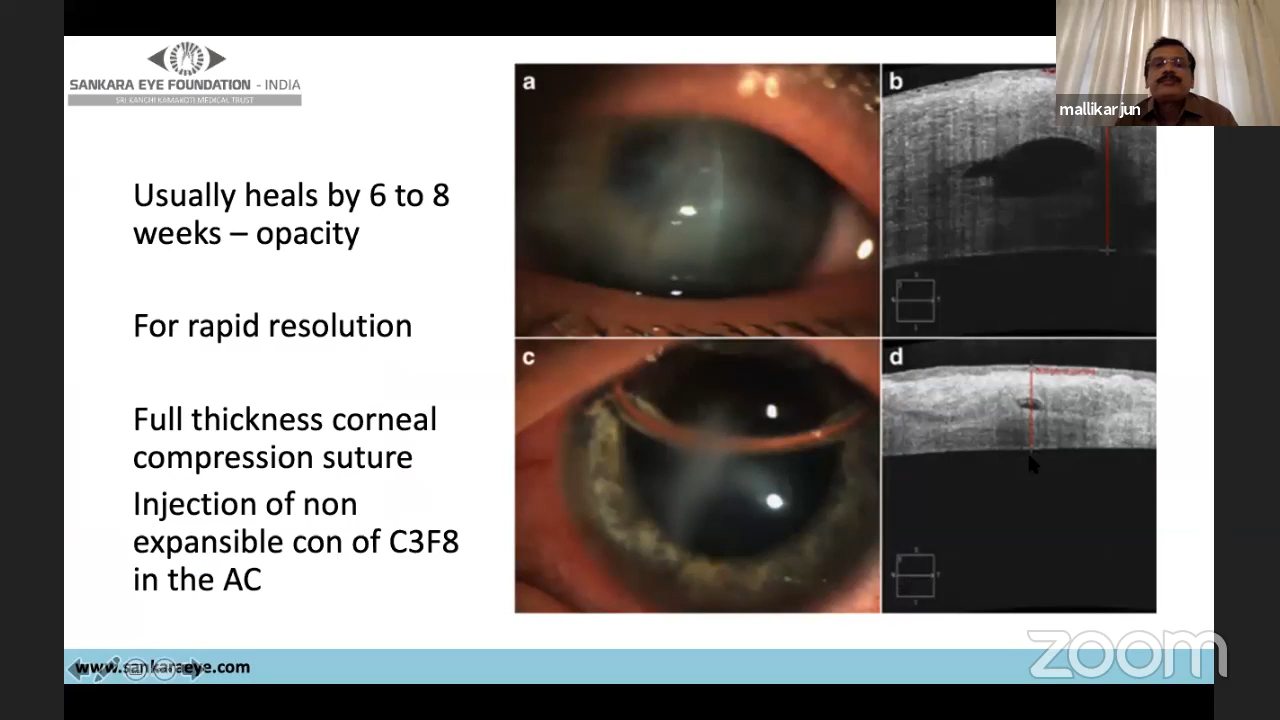 SANKARA EYE FOUNDATION - INDIA
SRI KANCHI KAMAKOTI MEDICAL TRUST
Usually heals by 6 to 8
weeks – opacity
For rapid resolution
Full thickness corneal
compression suture
Injection of non
expansible con of C3F8
in the AC
a
b
c
d
mallikarjun
www.sankaraeye.com
zoom